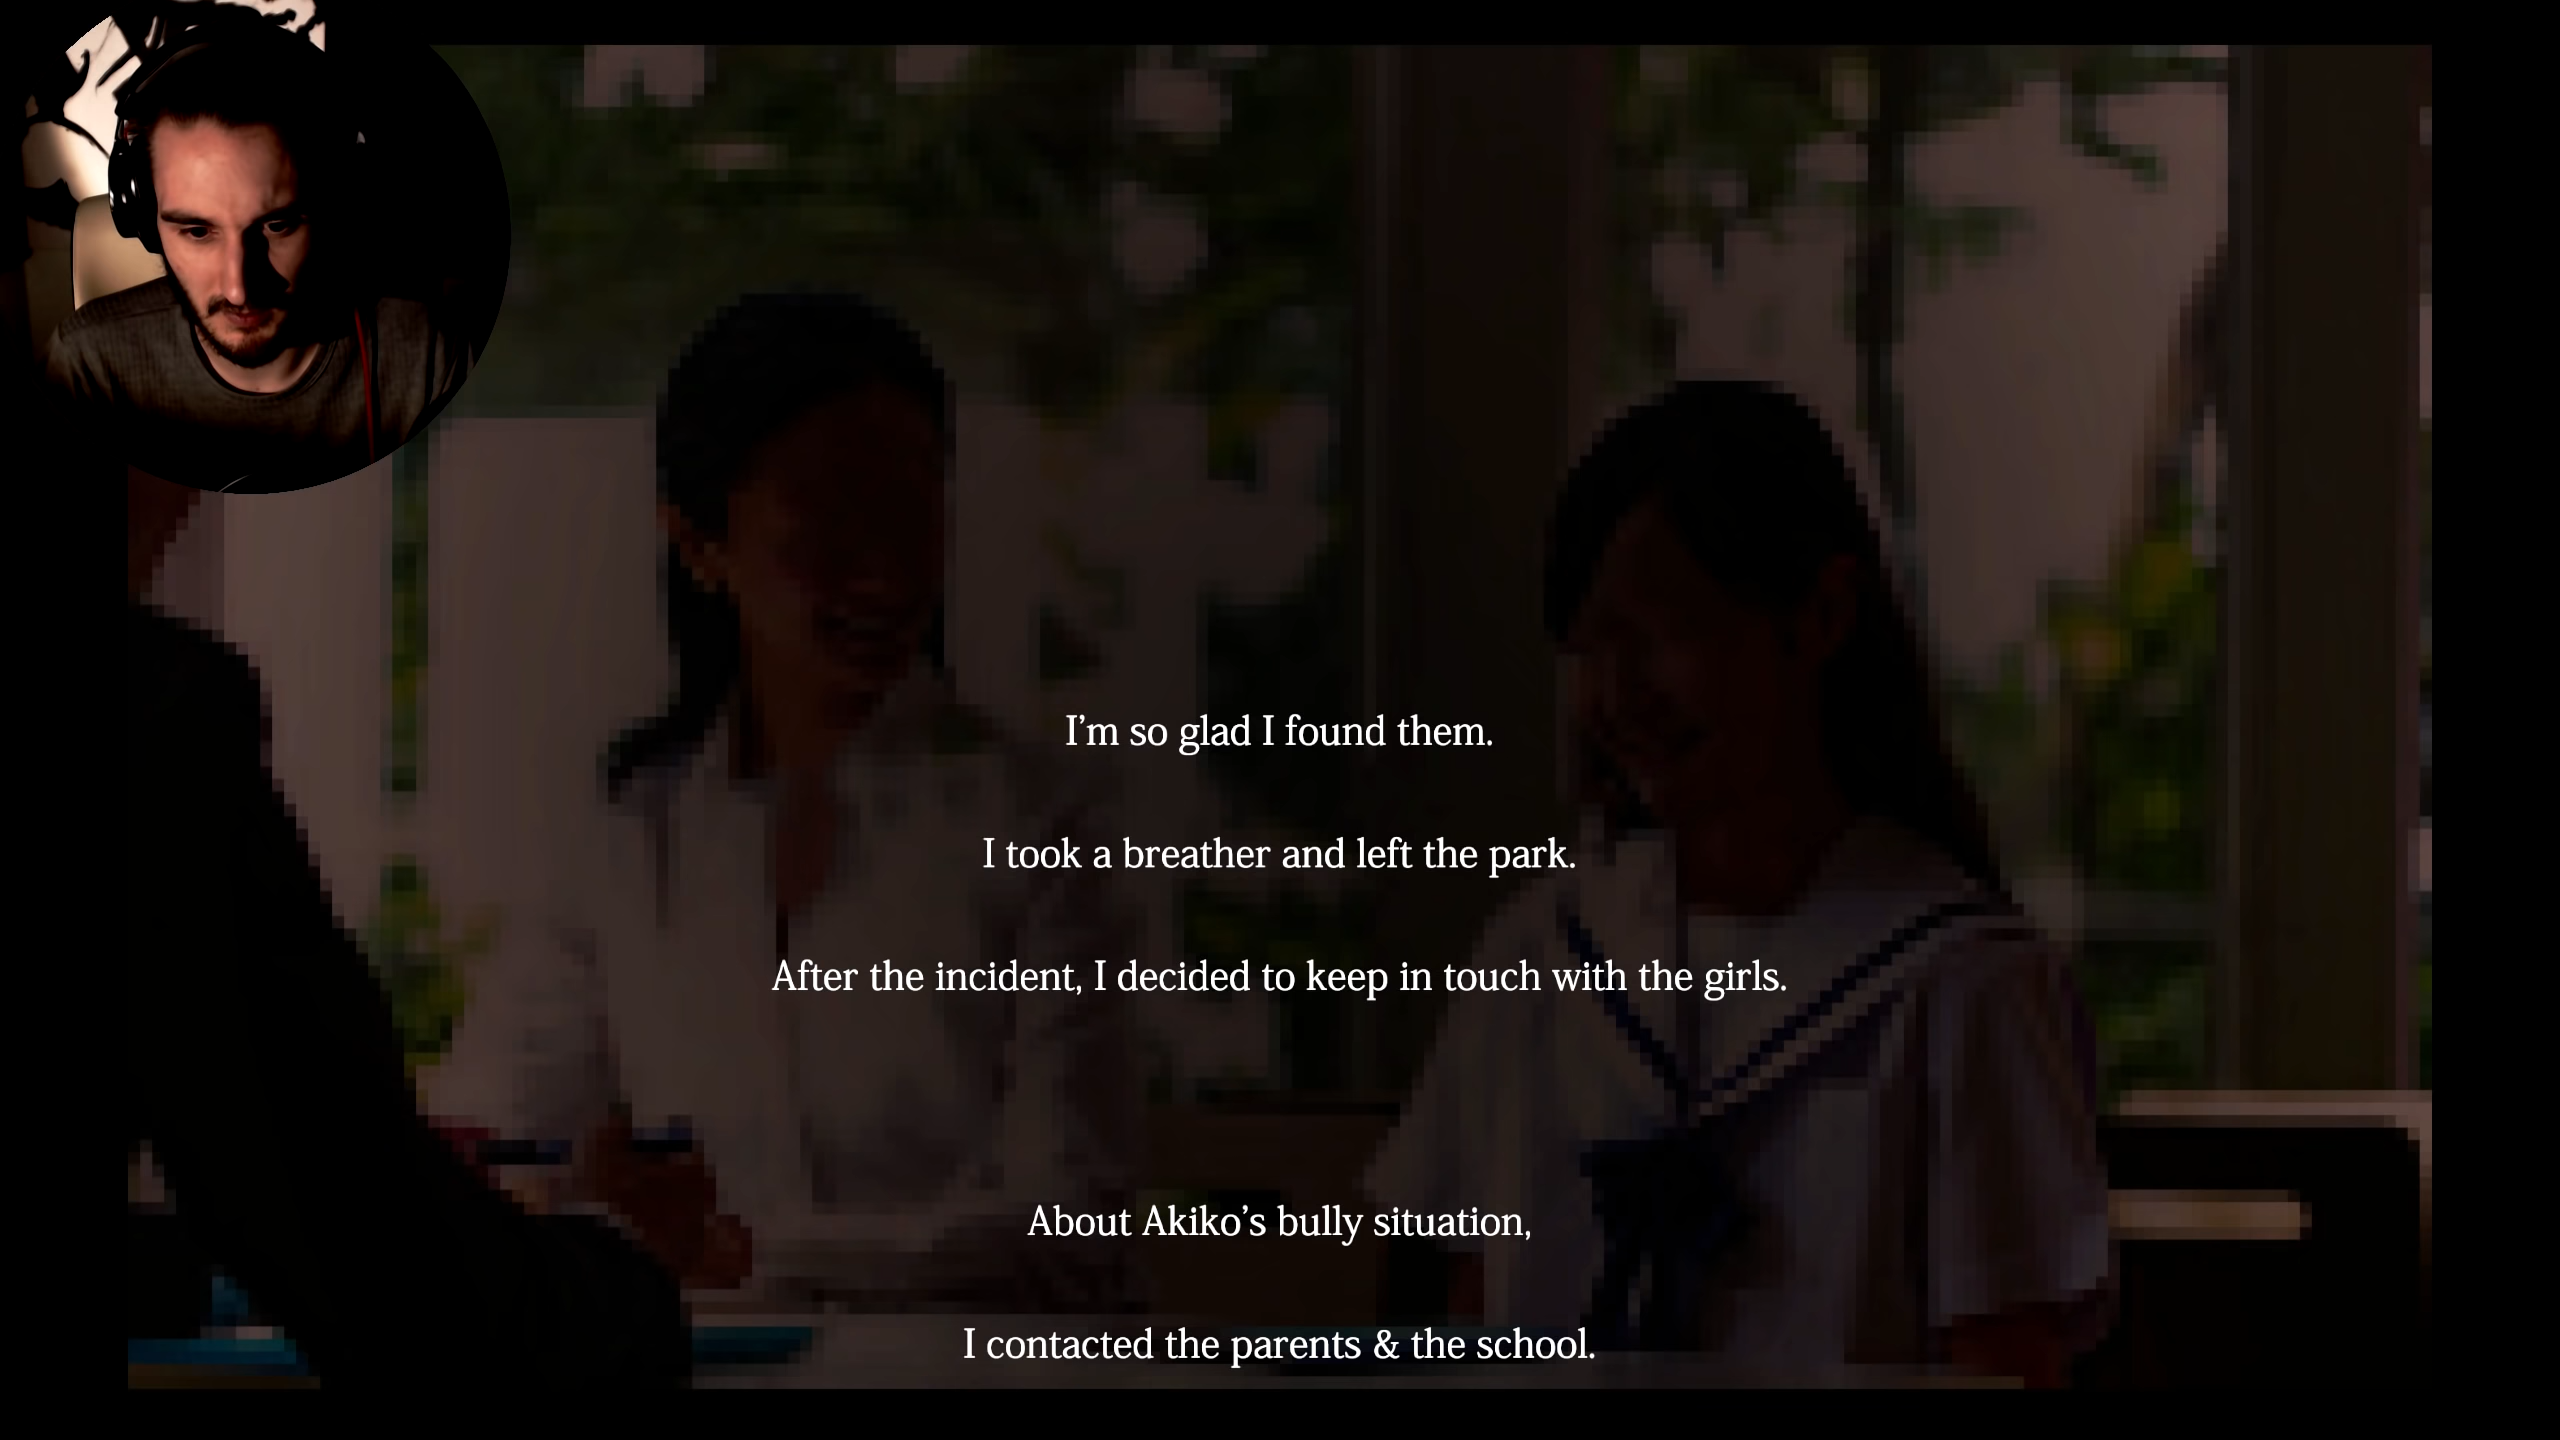 I’m so glad I found them.
I took a breather and left the park.
After the incident, I decided to keep in touch with the girls.
About Akiko’s bully situation,
I contacted the parents & the school.